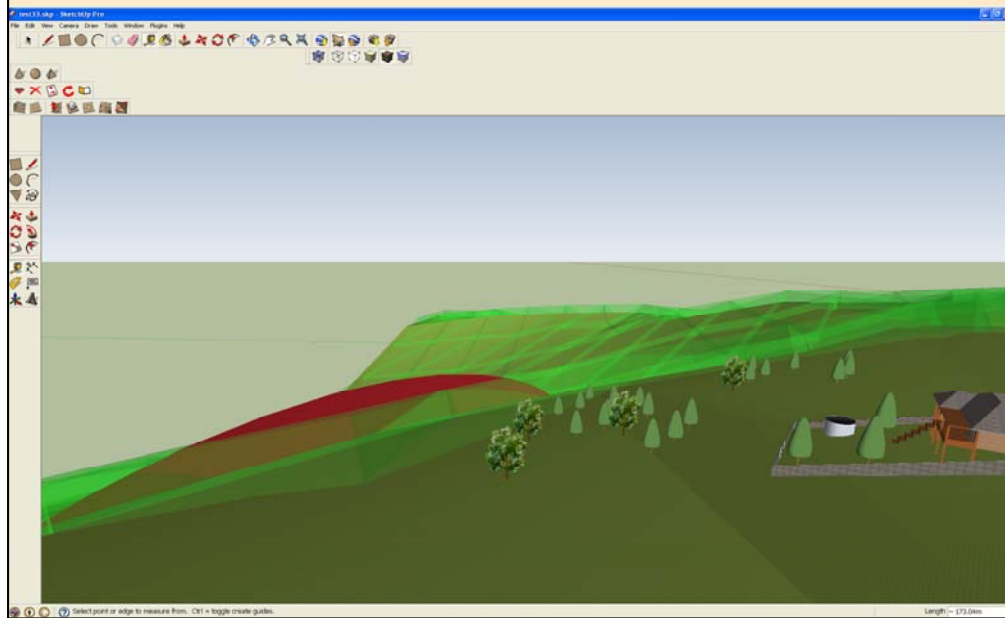 test33.skp - SketchUp Pro
File Edit View Camera Draw Tools Window Plugins Help
Select point or edge to measure from. Ctrl = toggle create guides.
Length ~ 173.04m